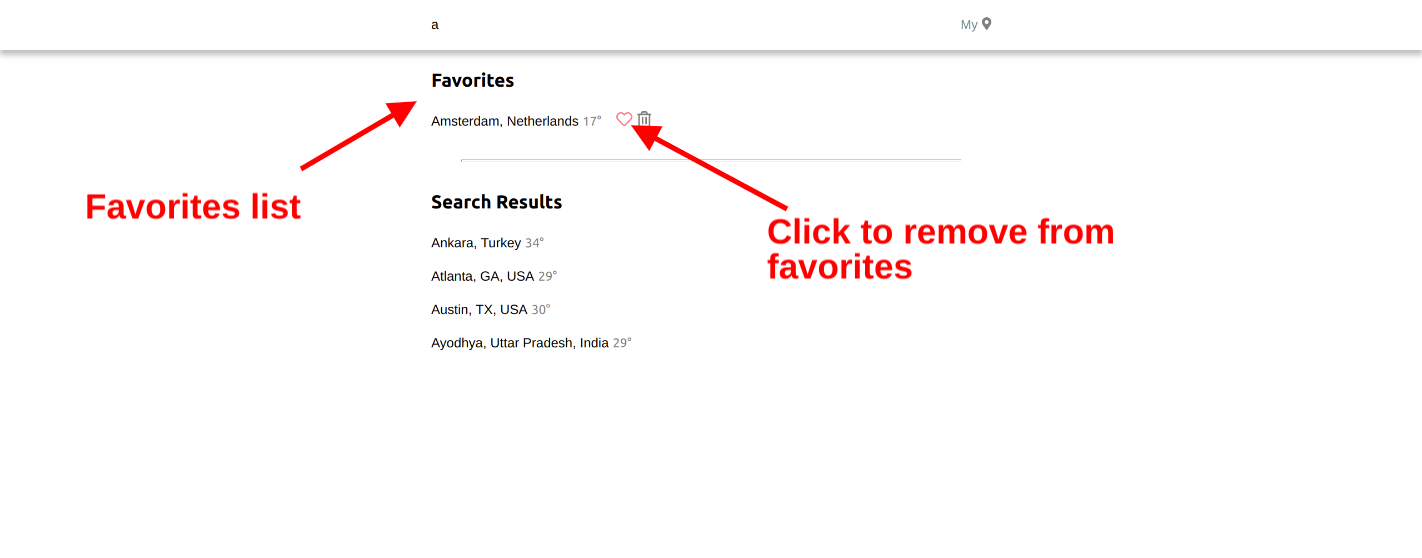 a
My
Favorites
Amsterdam, Netherlands 17°
Favorites list
Search Results
Click to remove from
favorites
Ankara, Turkey 34°
Atlanta, GA, USA 29°
Austin, TX, USA 30°
Ayodhya, Uttar Pradesh, India 29°